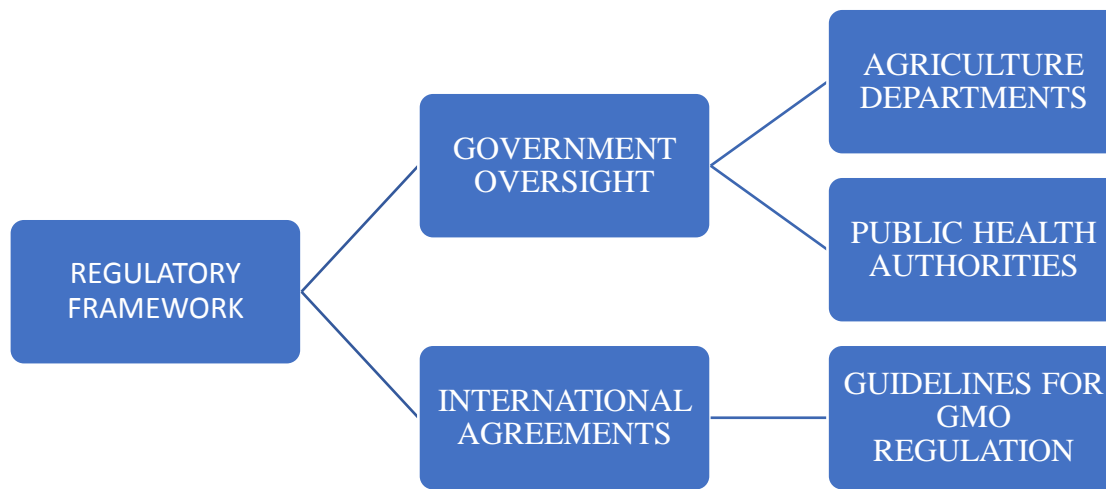 REGULATORY
FRAMEWORK
GOVERNMENT
OVERSIGHT
AGRICULTURE
DEPARTMENTS
PUBLIC HEALTH
AUTHORITIES
INTERNATIONAL
AGREEMENTS
GUIDELINES FOR
GMO
REGULATION